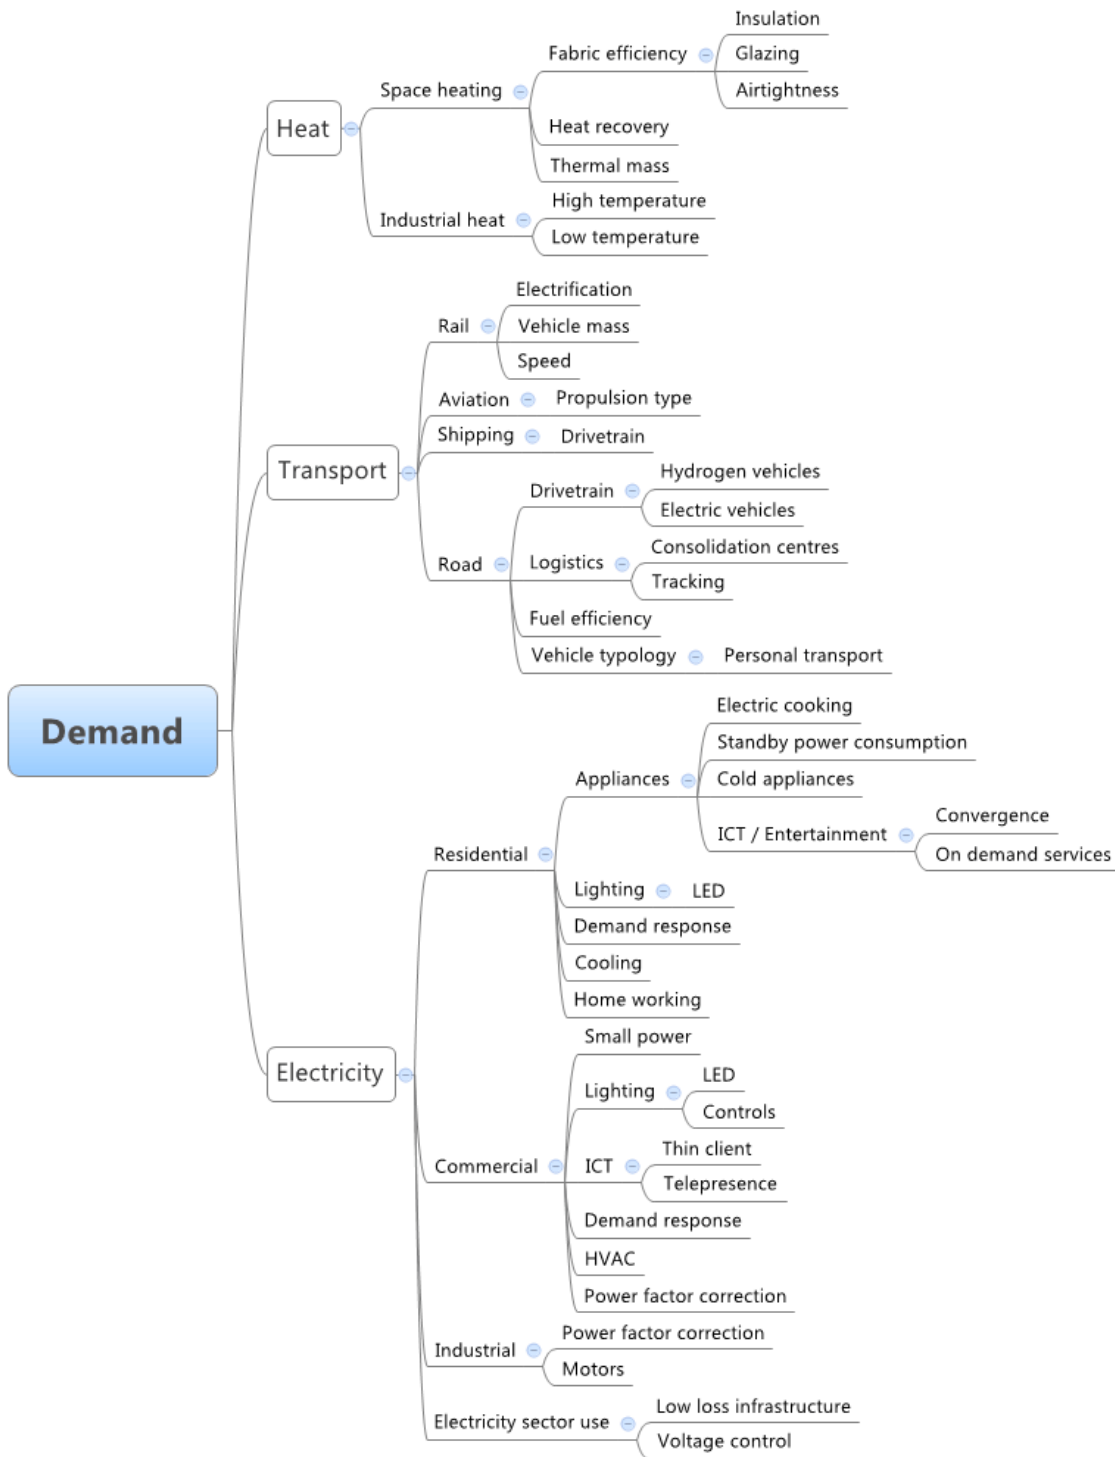 Demand
Heat
Space heating
Fabric efficiency
Insulation
Glazing
Airtightness
Heat recovery
Thermal mass
Industrial heat
High temperature
Low temperature
Transport
Rail
Electrification
Vehicle mass
Speed
Aviation
Propulsion type
Shipping
Drivetrain
Road
Drivetrain
Hydrogen vehicles
Electric vehicles
Logistics
Consolidation centres
Tracking
Fuel efficiency
Vehicle typology
Personal transport
Electricity
Residential
Appliances
Electric cooking
Standby power consumption
Cold appliances
ICT / Entertainment
Convergence
On demand services
Lighting
LED
Demand response
Cooling
Home working
Commercial
Small power
Lighting
LED
Controls
ICT
Thin client
Telepresence
Demand response
HVAC
Power factor correction
Industrial
Power factor correction
Motors
Electricity sector use
Low loss infrastructure
Voltage control